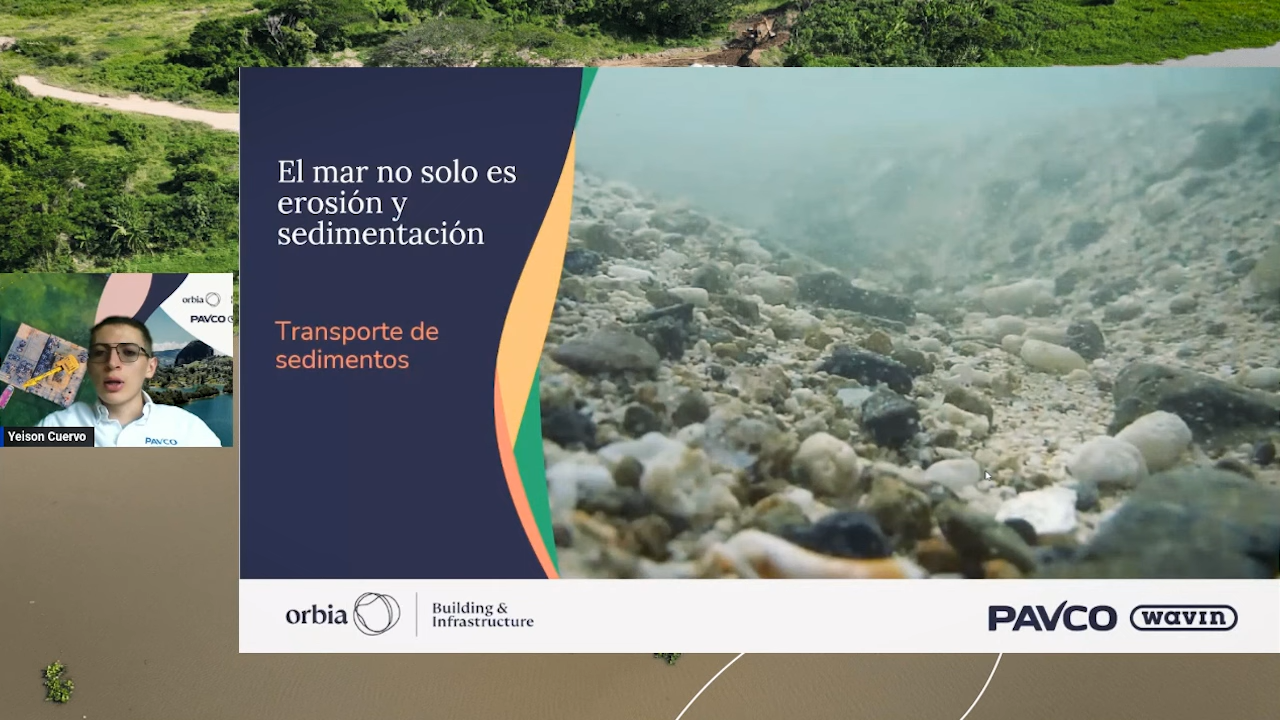 El mar no solo es
erosión y
sedimentación
Transporte de
sedimentos
orbia
PAVCO
PAVCO
Yeison Cuervo
orbia
Building &
Infrastructure
PAVCO wavin